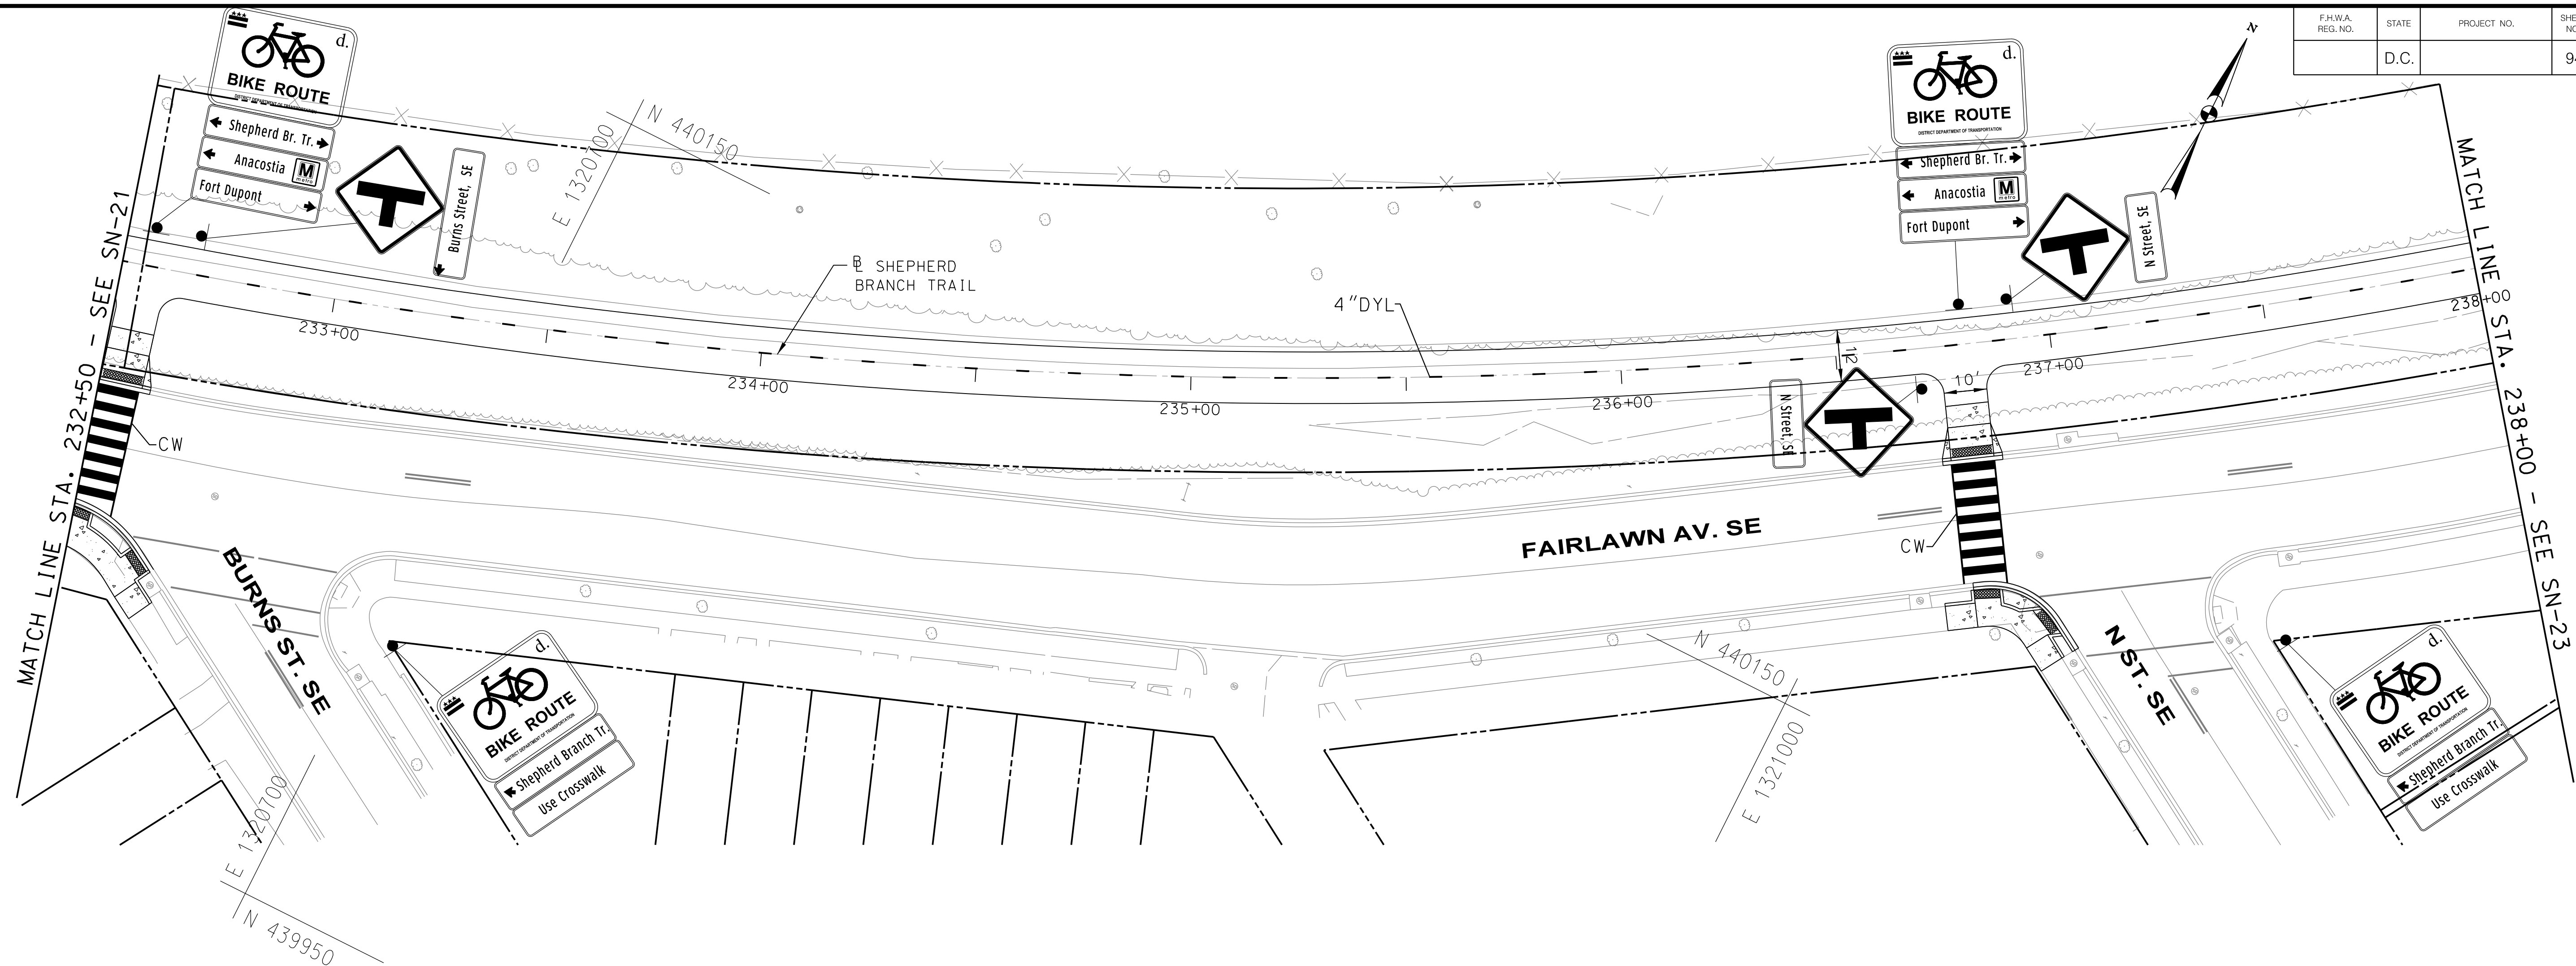 F.H.W.A.
REG. NO.
STATE
PROJECT NO.
D.C.
N
d.
BIKE ROUTE
DISTRICT DEPARTMENT OF TRANSPORTATION
Shepherd Br. Tr.
Anacostia M
metro
Fort Dupont
Burns Street, SE
N 440150
E 1320700
d.
BIKE ROUTE
DISTRICT DEPARTMENT OF TRANSPORTATION
Shepherd Br. Tr.
Anacostia M
metro
Fort Dupont
N Street, SE
MATCH LINE STA. 232+50 - SEE SN-21
MATCH LINE STA. 238+00 - SEE SN-23
BL SHEPHERD
BRANCH TRAIL
4"DYL
233+00
234+00
235+00
236+00
237+00
238+00
12'
10'
N Street, SE
CW
CW
FAIRLAWN AV. SE
BURNS ST. SE
N ST. SE
d.
BIKE ROUTE
DISTRICT DEPARTMENT OF TRANSPORTATION
Shepherd Branch Tr.
Use Crosswalk
N 440150
E 1321000
d.
BIKE ROUTE
DISTRICT DEPARTMENT OF TRANSPORTATION
Shepherd Branch Tr.
Use Crosswalk
E 1320700
N 439950